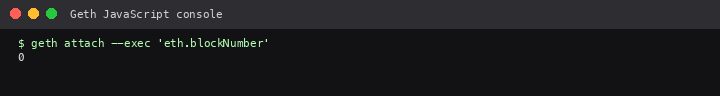 Geth JavaScript console
$ geth attach --exec 'eth.blockNumber'
0